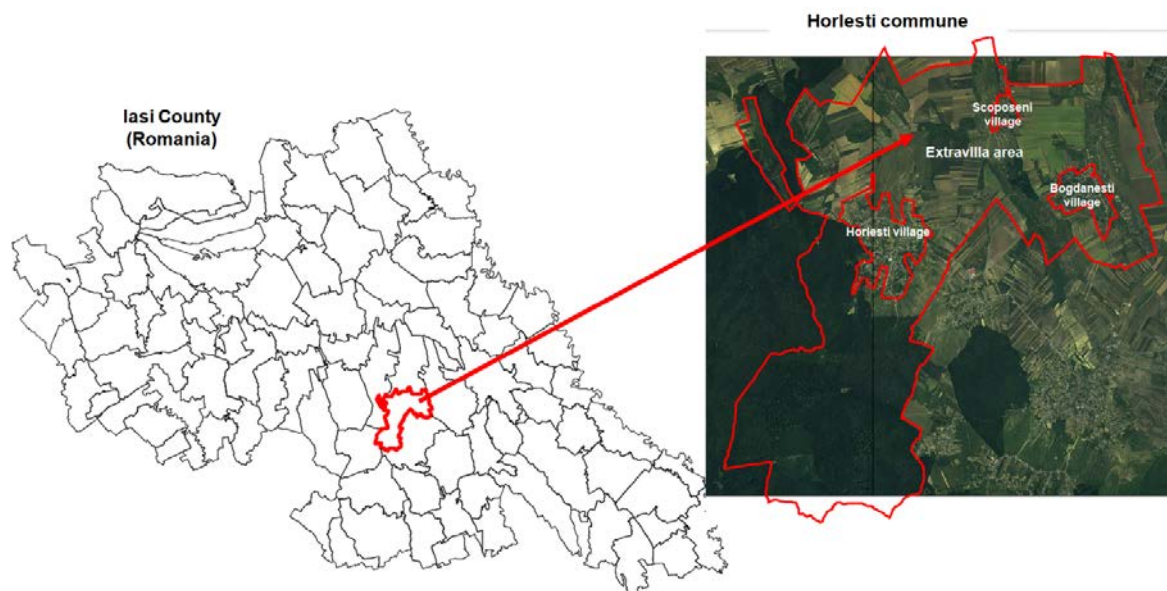 Horlesti commune
Iasi County
(Romania)
Scoposeni
village
Extravilla area
Bogdanesti
village
Horlesti village